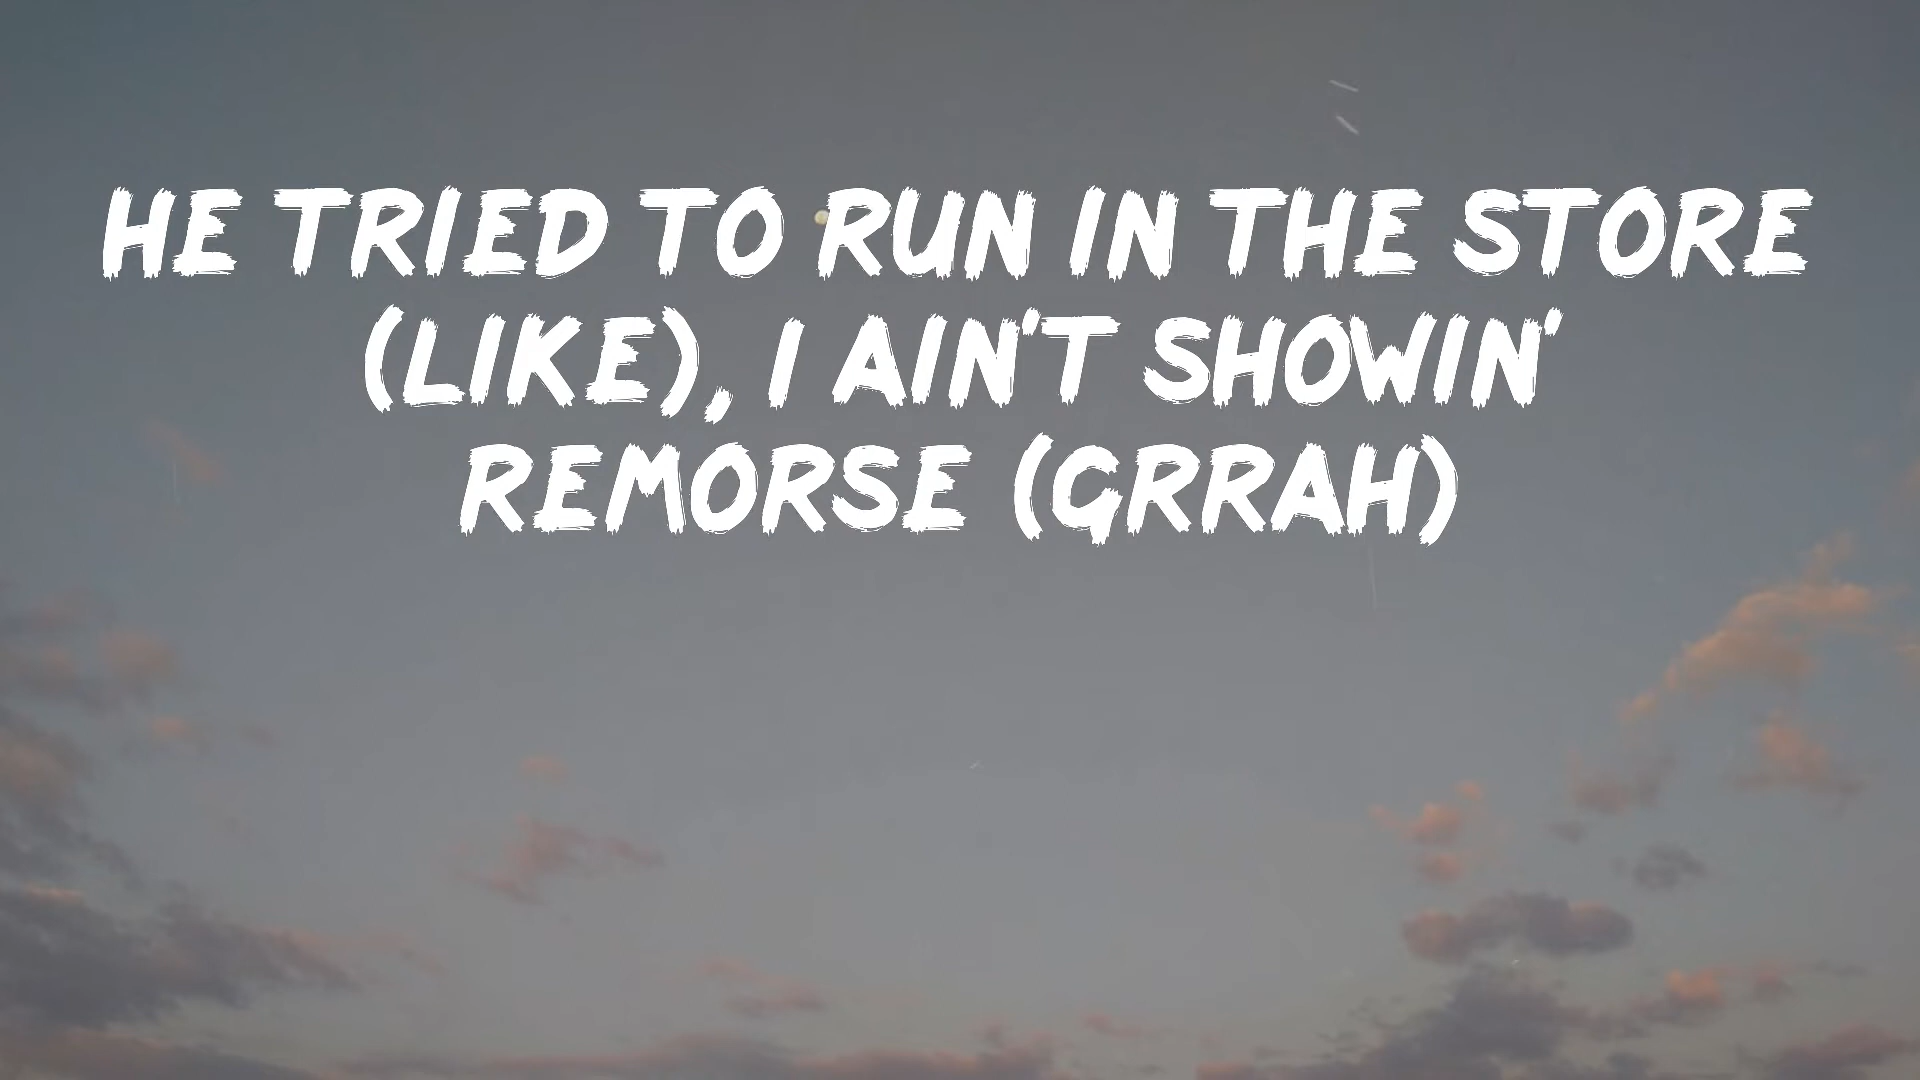 HE TRIED TO RUN IN THE STORE
(LIKE), I AIN'T SHOWIN'
REMORSE (GRRAH)